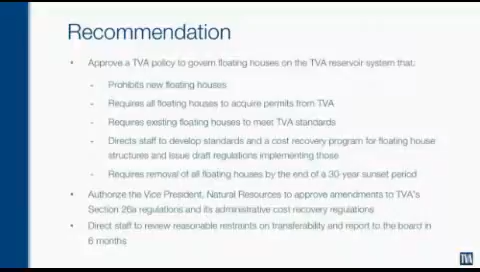 Recommendation
• Approve a TVA policy to govern floating houses on the TVA reservoir system that:
- Prohibits new floating houses
- Requires all floating houses to acquire permits from TVA
- Requires existing floating houses to meet TVA standards
- Directs staff to develop standards and a cost recovery program for floating house
structures and issue draft regulations implementing those
- Requires removal of all floating houses by the end of a 30-year sunset period
• Authorize the Vice President, Natural Resources to approve amendments to TVA's
Section 26a regulations and its administrative cost recovery regulations
• Direct staff to review reasonable restraints on transferability and report to the board in
6 months
TVA